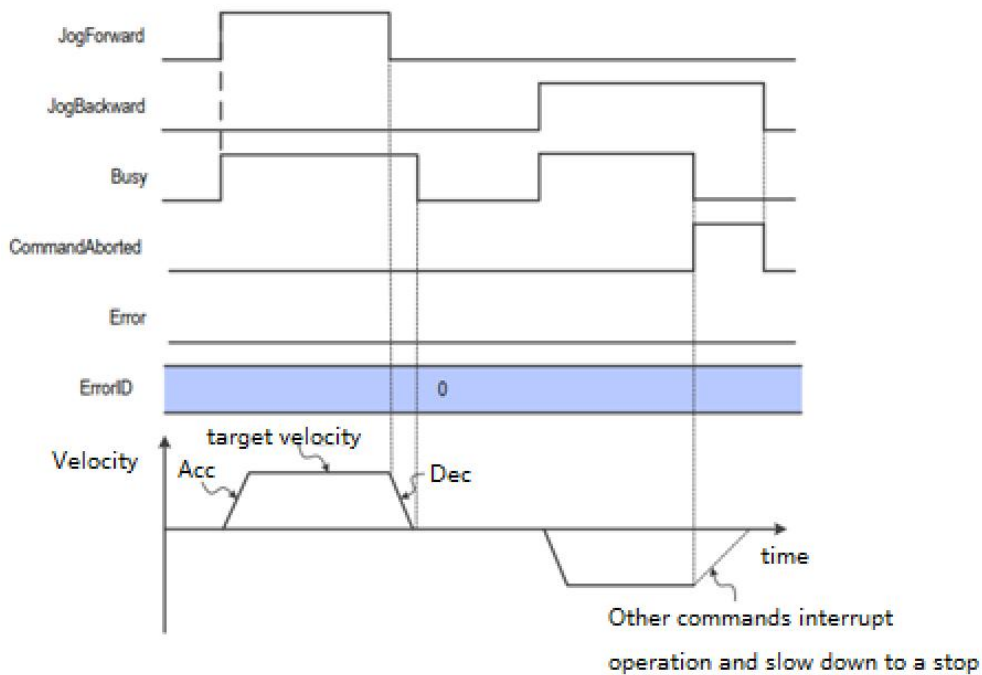 JogForward
JogBackward
Busy
CommandAborted
Error
ErrorID
0
target velocity
Velocity
Acc
Dec
time
Other commands interrupt
operation and slow down to a stop